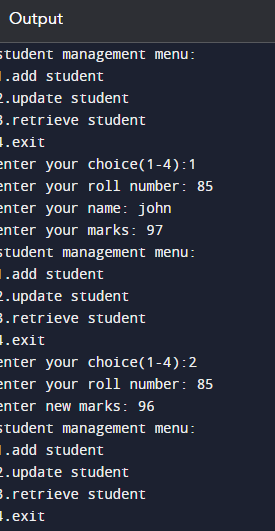 Output
student management menu:
1.add student
2.update student
3.retrieve student
4.exit
enter your choice(1-4):1
enter your roll number: 85
enter your name: john
enter your marks: 97
student management menu:
1.add student
2.update student
3.retrieve student
4.exit
enter your choice(1-4):2
enter your roll number: 85
enter new marks: 96
student management menu:
1.add student
2.update student
3.retrieve student
4.exit